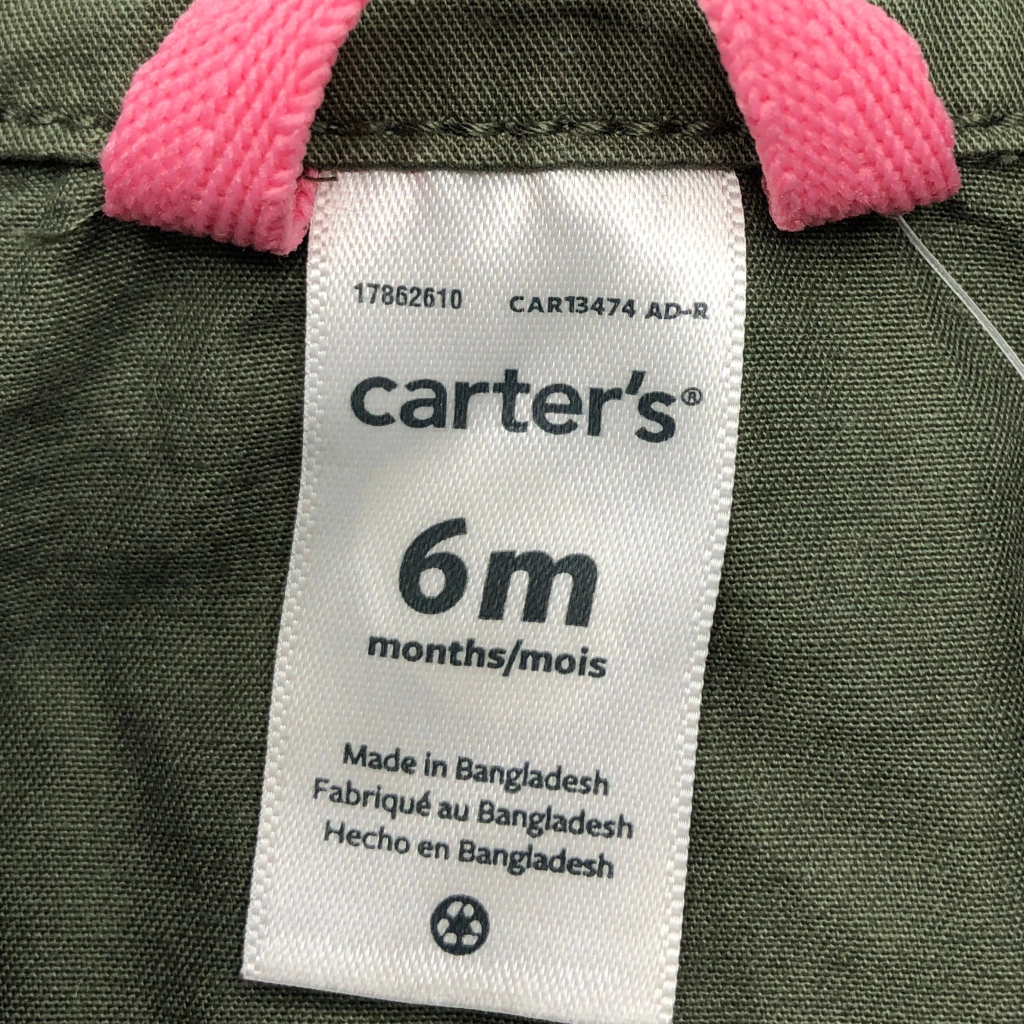 17862610 CAR13474 AD-R
carter's®
6m
months/mois
Made in Bangladesh
Fabriqué au Bangladesh
Hecho en Bangladesh